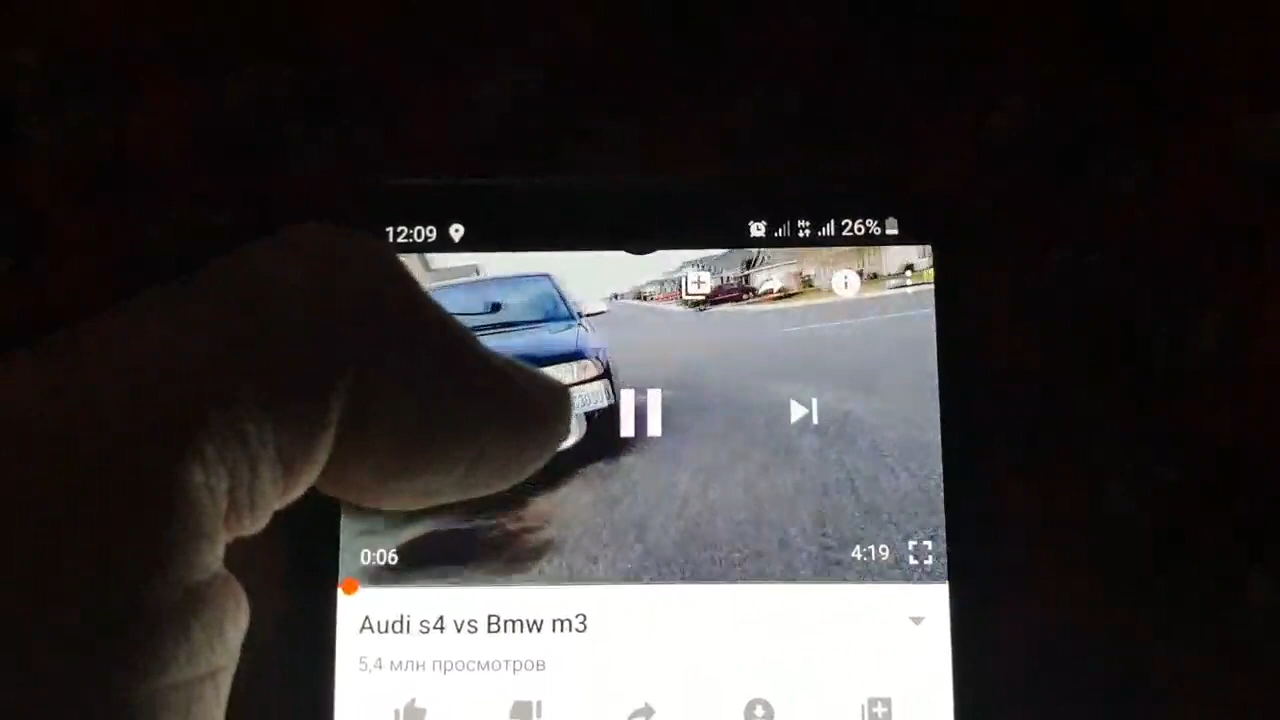 12:09
H+ 26%
0:06 4:19
Audi s4 vs Bmw m3
5,4 млн просмотров